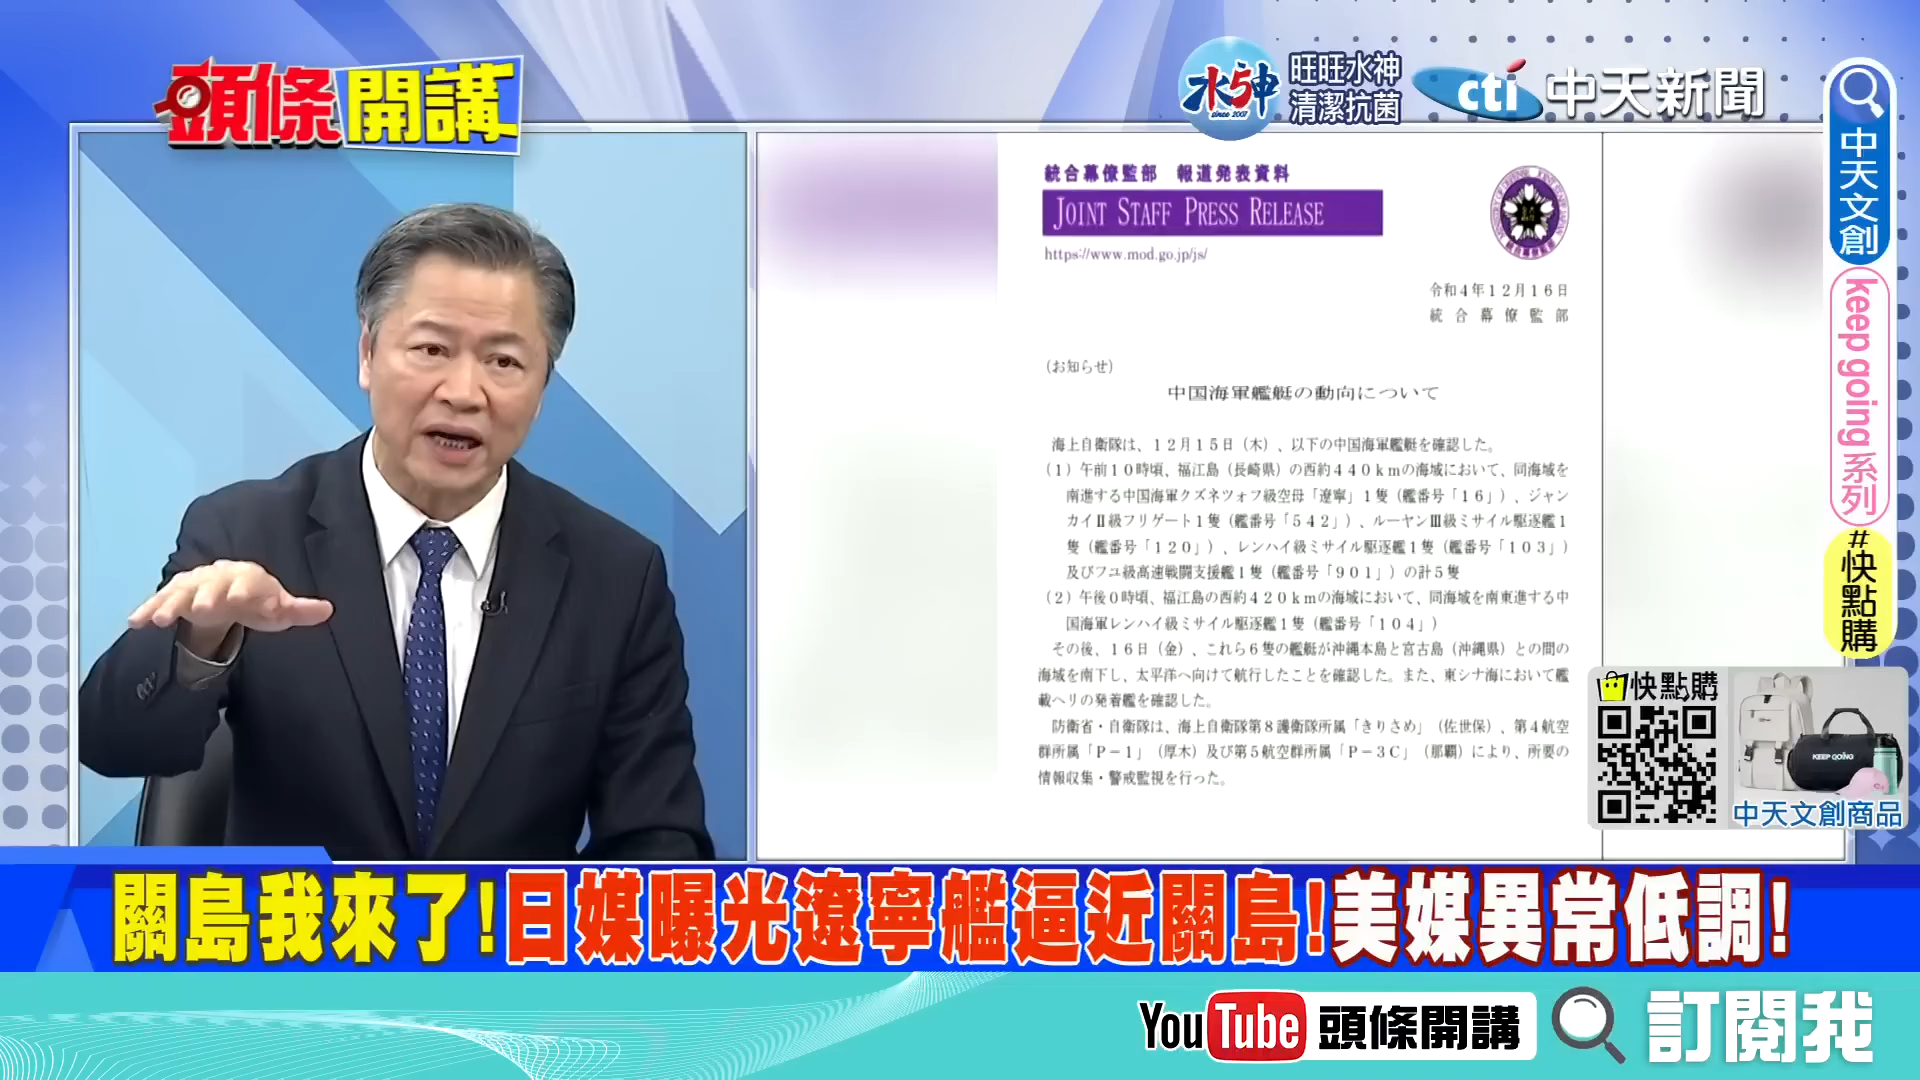 頭條開講
水神
since 2007
旺旺水神
清潔抗菌
cti 中天新聞
中天文創
keep going 系列
#快點購
統合幕僚監部 報道発表資料
JOINT STAFF PRESS RELEASE
https://www.mod.go.jp/js/
令和4年12月16日
統合幕僚監部
(お知らせ)
中国海軍艦艇の動向について
海上自衛隊は、12月15日(木)、以下の中国海軍艦艇を確認した。
(1)午前10時頃、福江島(長崎県)の西約440kmの海域において、同海域を
南進する中国海軍クズネツォフ級空母「遼寧」1隻(艦番号「16」)、ジャン
カイⅡ級フリゲート1隻(艦番号「542」)、ルーヤンⅢ級ミサイル駆逐艦1
隻(艦番号「120」)、レンハイ級ミサイル駆逐艦1隻(艦番号「103」)
及びフユ級高速戦闘支援艦1隻(艦番号「901」)の計5隻
(2)午後0時頃、福江島の西約420kmの海域において、同海域を南東進する中
国海軍レンハイ級ミサイル駆逐艦1隻(艦番号「104」)
その後、16日(金)、これら6隻の艦艇が沖縄本島と宮古島(沖縄県)との間の
海域を南下し、太平洋へ向けて航行したことを確認した。また、東シナ海において艦
載ヘリの発着艦を確認した。
防衛省・自衛隊は、海上自衛隊第8護衛隊所属「きりさめ」(佐世保)、第4航空
群所属「P-1」(厚木)及び第5航空群所属「P-3C」(那覇)により、所要の
情報収集・警戒監視を行った。
快點購
KEEP GOING
中天文創商品
關島我來了!日媒曝光遼寧艦逼近關島!美媒異常低調!
YouTube 頭條開講 訂閱我